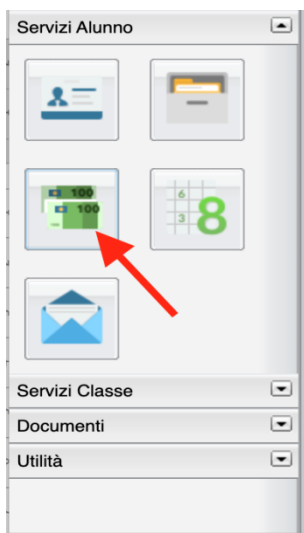 Servizi Alunno
100
100
6
3
8
Servizi Classe
Documenti
Utilità